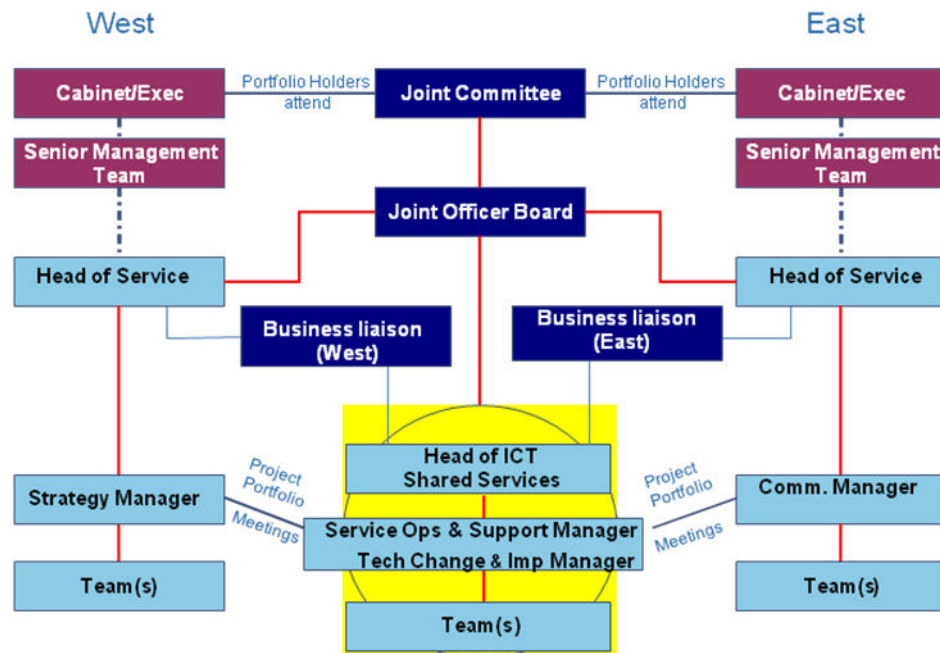 West
East
Cabinet/Exec
Portfolio Holders
attend
Joint Committee
Portfolio Holders
attend
Cabinet/Exec
Senior Management
Team
Senior Management
Team
Joint Officer Board
Head of Service
Head of Service
Business liaison
(West)
Business liaison
(East)
Head of ICT
Shared Services
Project
Portfolio
Meetings
Project
Portfolio
Meetings
Strategy Manager
Comm. Manager
Service Ops & Support Manager
Tech Change & Imp Manager
Team(s)
Team(s)
Team(s)